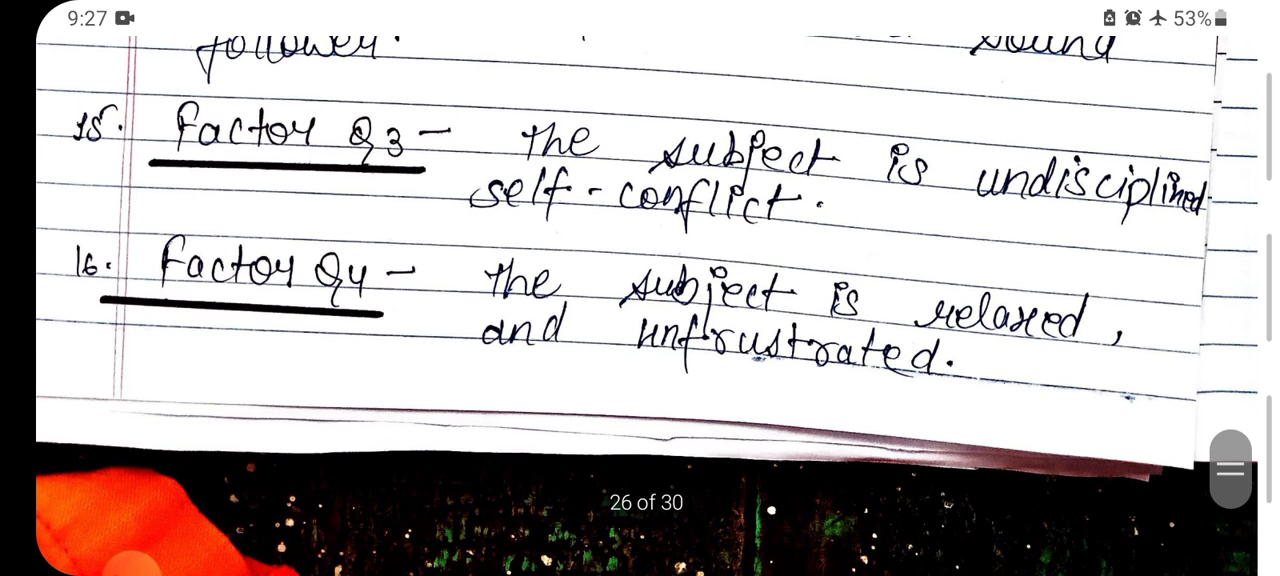 9:27 53%
follower. sound
15. Factor Q3 - The subject is undisciplined
self-conflict.
16. Factor Q4 - The subject is relaxed,
and unfrustrated.
26 of 30